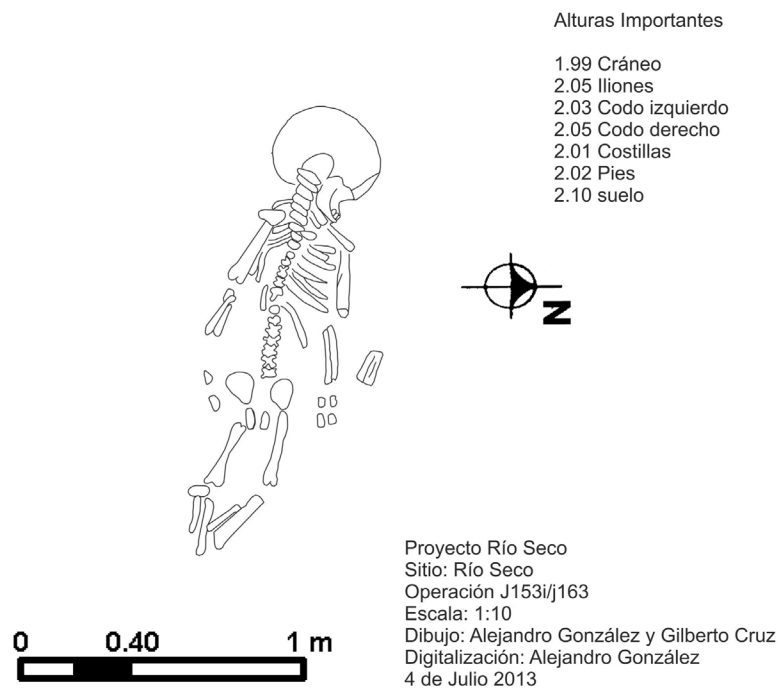 Alturas Importantes
1.99 Cráneo
2.05 Iliones
2.03 Codo izquierdo
2.05 Codo derecho
2.01 Costillas
2.02 Pies
2.10 suelo
N
Proyecto Río Seco
Sitio: Río Seco
Operación J153i/j163
Escala: 1:10
Dibujo: Alejandro González y Gilberto Cruz
Digitalización: Alejandro González
4 de Julio 2013
0 0.40 1 m